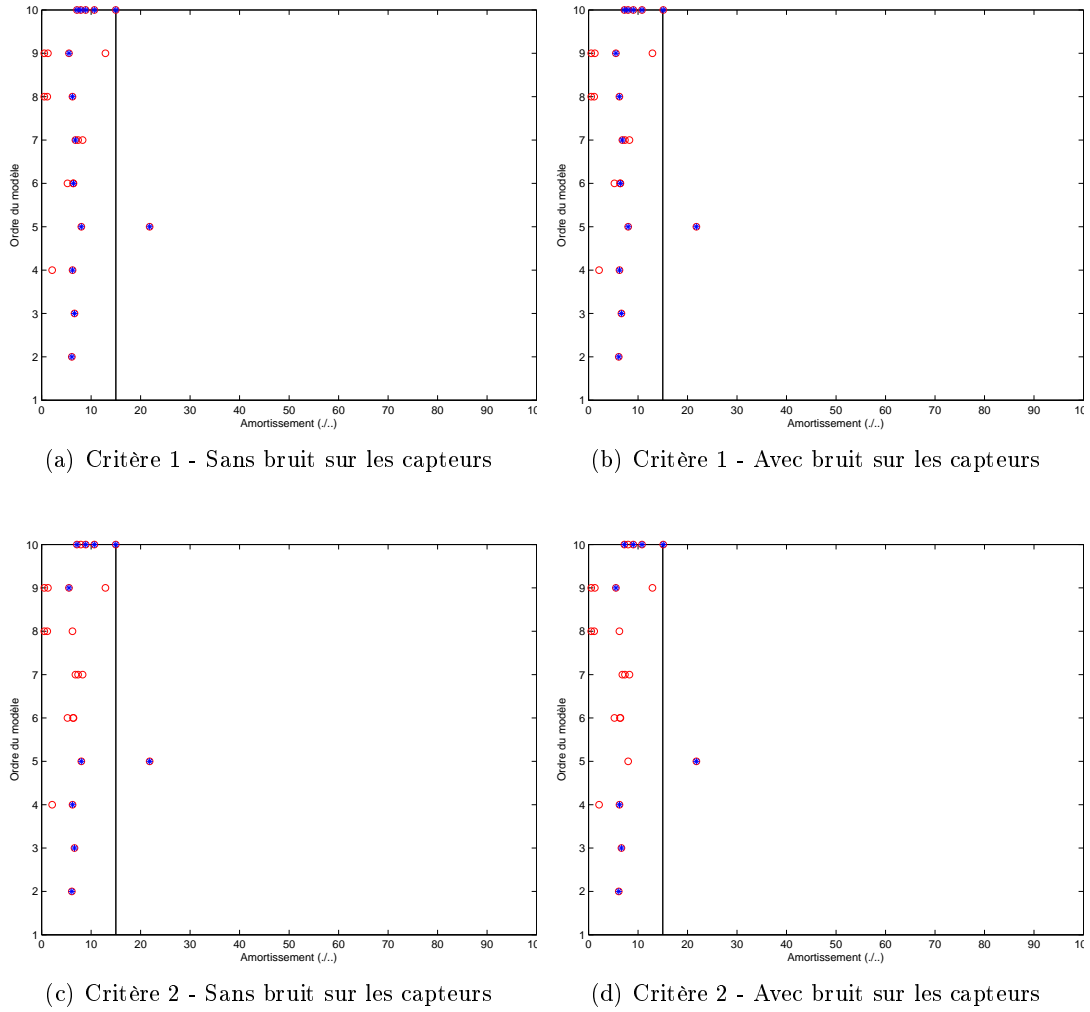 10
9
8
7
6
5
4
3
2
1
Ordre du modèle
0 10 20 30 40 50 60 70 80 90 10
Amortissement (./..)
(a) Critère 1 - Sans bruit sur les capteurs
10
9
8
7
6
5
4
3
2
1
Ordre du modèle
0 10 20 30 40 50 60 70 80 90 10
Amortissement (./..)
(b) Critère 1 - Avec bruit sur les capteurs
10
9
8
7
6
5
4
3
2
1
Ordre du modèle
0 10 20 30 40 50 60 70 80 90 10
Amortissement (./..)
(c) Critère 2 - Sans bruit sur les capteurs
10
9
8
7
6
5
4
3
2
1
Ordre du modèle
0 10 20 30 40 50 60 70 80 90 10
Amortissement (./..)
(d) Critère 2 - Avec bruit sur les capteurs